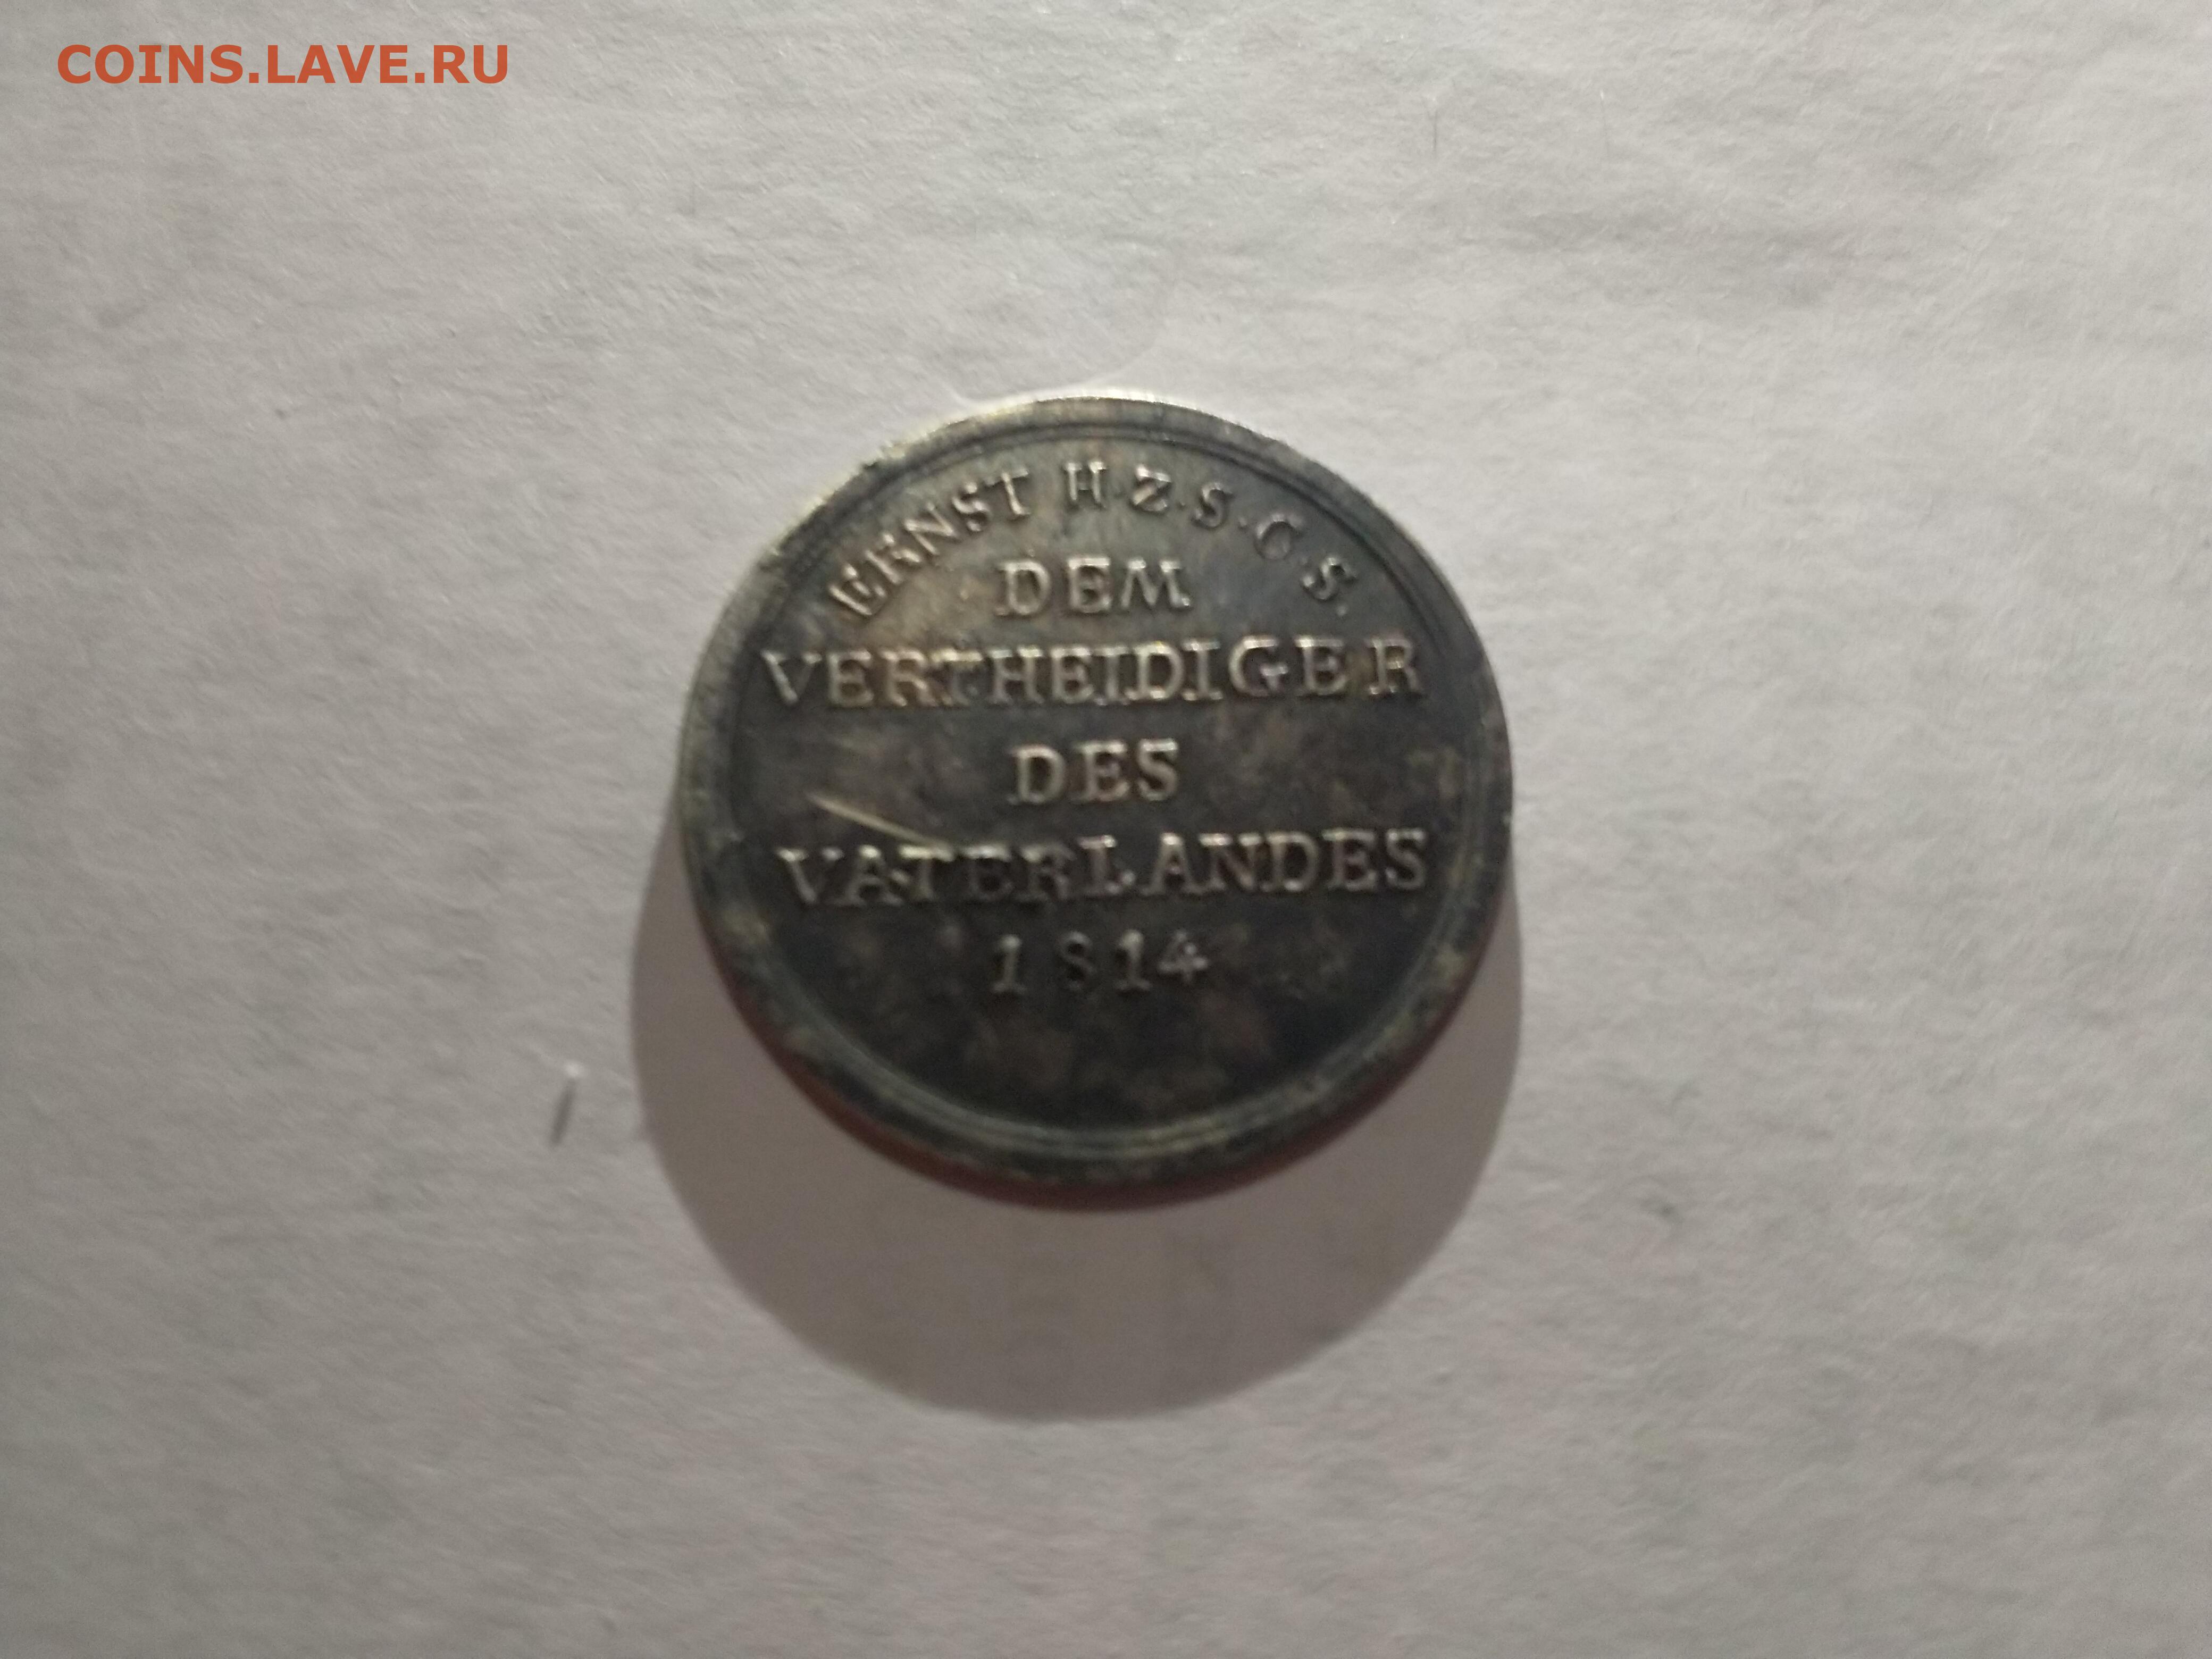 COINS.LAVE.RU
ERNST H.Z.S.C.S.
DEM
VERTHEIDIGER
DES
VATERLANDES
1814